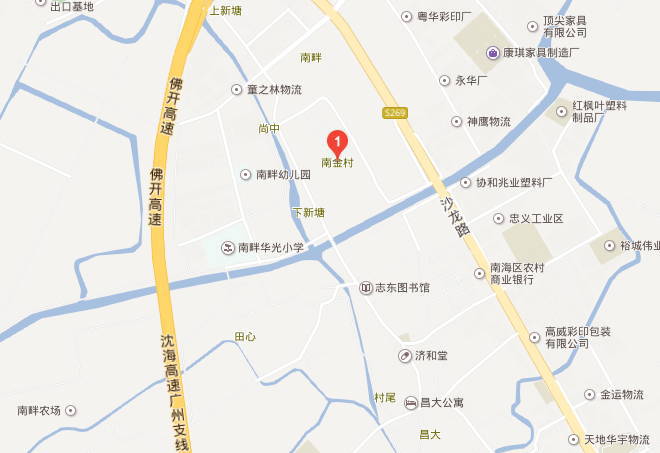 出口基地
上新塘
粤华彩印厂
顶尖家具
有限公司
南畔
康琪家具制造厂
佛开高速
童之林物流
永华厂
红枫叶塑料
制品厂
S269
神鹰物流
尚中
1
南金村
南畔幼儿园
协和兆业塑料厂
佛开高速
沙龙路
下新塘
忠义工业区
南畔华光小学
裕城伟业
南海区农村
商业银行
志东图书馆
田心
高威彩印包装
有限公司
沈海高速广州支线
济和堂
南畔农场
村尾
昌大公寓
金运物流
昌大
天地华宇物流